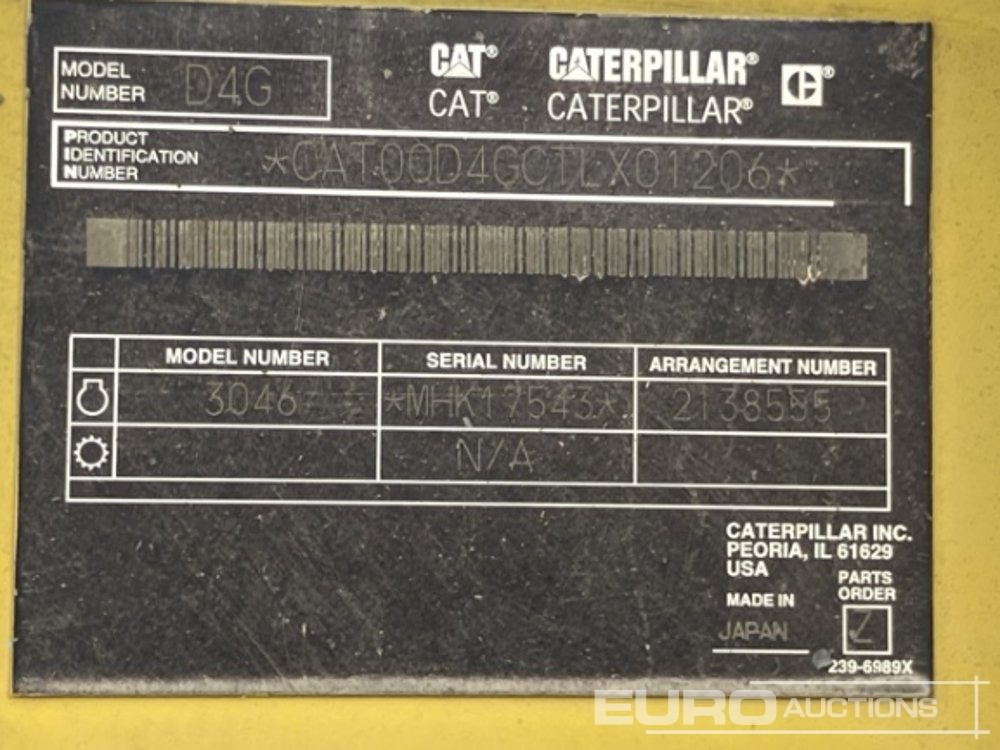 MODEL NUMBER D4G
CAT® CATERPILLAR® C®
CAT® CATERPILLAR®
PRODUCT IDENTIFICATION NUMBER *CAT00D4GCTLX01206*
MODEL NUMBER SERIAL NUMBER ARRANGEMENT NUMBER
3046 *MHK17543* 2138555
N/A
CATERPILLAR INC.
PEORIA, IL 61629
USA
PARTS
ORDER
MADE IN
JAPAN Z
239-6989X
EURO AUCTIONS